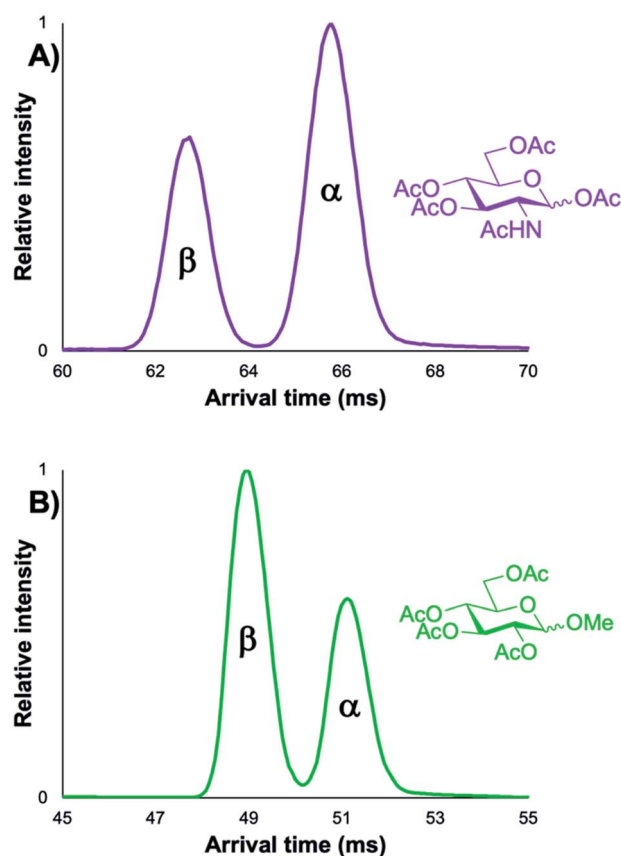 A)
1
Relative intensity
0
β
α
OAc
AcO
O
AcO
OAc
AcHN
60 62 64 66 68 70
Arrival time (ms)
B)
1
Relative intensity
0
β
α
OAc
AcO
O
AcO
OMe
AcO
45 47 49 51 53 55
Arrival time (ms)